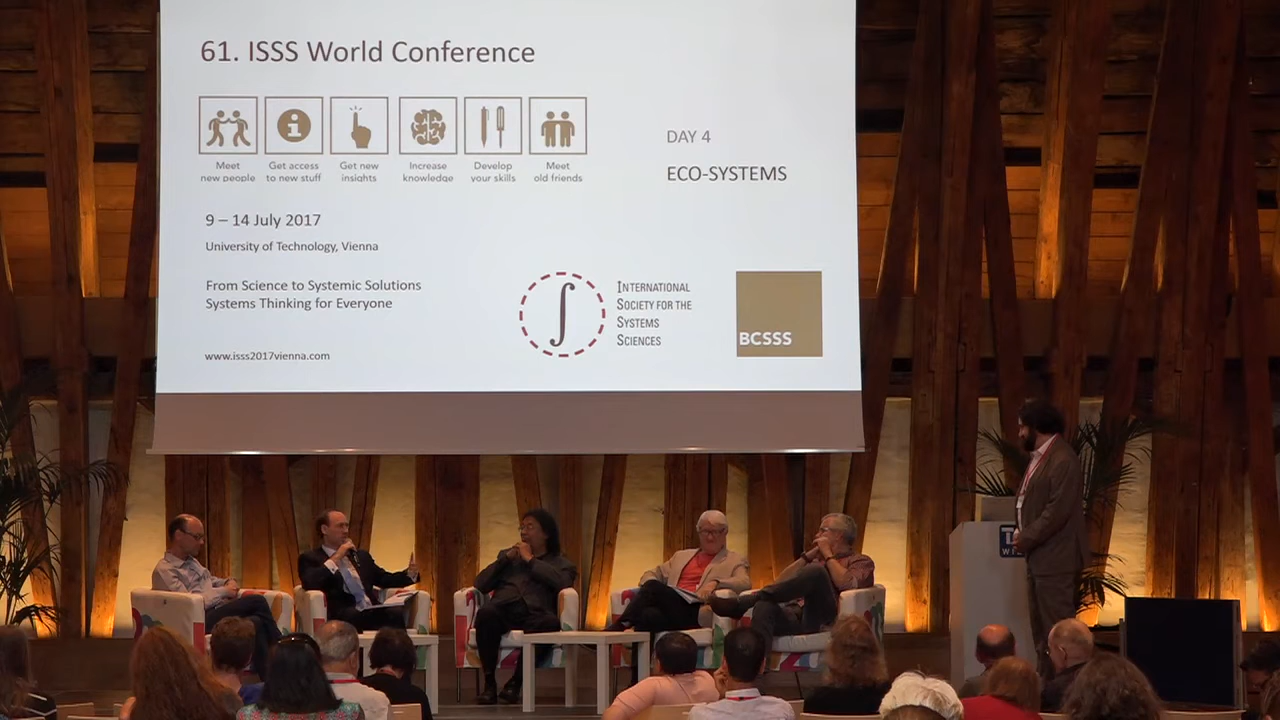 61. ISSS World Conference
Meet
new people
Get access
to new stuff
Get new
insights
Increase
knowledge
Develop
your skills
Meet
old friends
DAY 4
ECO-SYSTEMS
9 – 14 July 2017
University of Technology, Vienna
From Science to Systemic Solutions
Systems Thinking for Everyone
www.isss2017vienna.com
INTERNATIONAL
SOCIETY FOR THE
SYSTEMS
SCIENCES
BCSSS